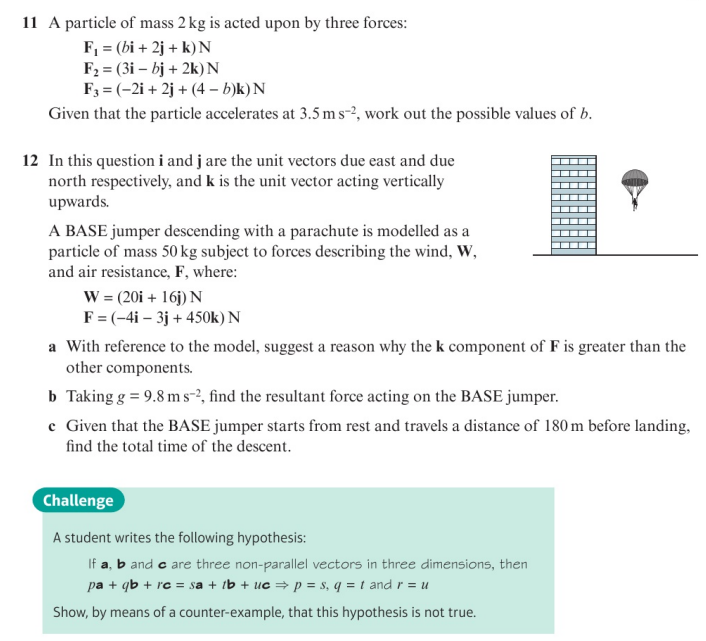 11 A particle of mass 2 kg is acted upon by three forces:
F₁ = (bi + 2j + k) N
F₂ = (3i – bj + 2k) N
F₃ = (–2i + 2j + (4 – b)k) N
Given that the particle accelerates at 3.5 m s⁻², work out the possible values of b.
12 In this question i and j are the unit vectors due east and due
north respectively, and k is the unit vector acting vertically
upwards.
A BASE jumper descending with a parachute is modelled as a
particle of mass 50 kg subject to forces describing the wind, W,
and air resistance, F, where:
W = (20i + 16j) N
F = (–4i – 3j + 450k) N
a With reference to the model, suggest a reason why the k component of F is greater than the
other components.
b Taking g = 9.8 m s⁻², find the resultant force acting on the BASE jumper.
c Given that the BASE jumper starts from rest and travels a distance of 180 m before landing,
find the total time of the descent.
Challenge
A student writes the following hypothesis:
If a, b and c are three non-parallel vectors in three dimensions, then
pa + qb + rc = sa + tb + uc ⇒ p = s, q = t and r = u
Show, by means of a counter-example, that this hypothesis is not true.